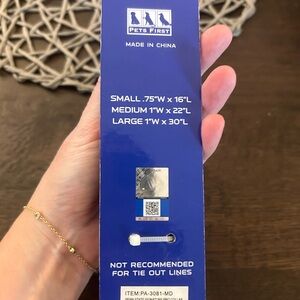 PETS FIRST
MADE IN CHINA
SMALL .75"W x 16"L
MEDIUM 1"W x 22"L
LARGE 1"W x 30"L
NOT RECOMMENDED
FOR TIE OUT LINES
ITEM:PA-3081-MD